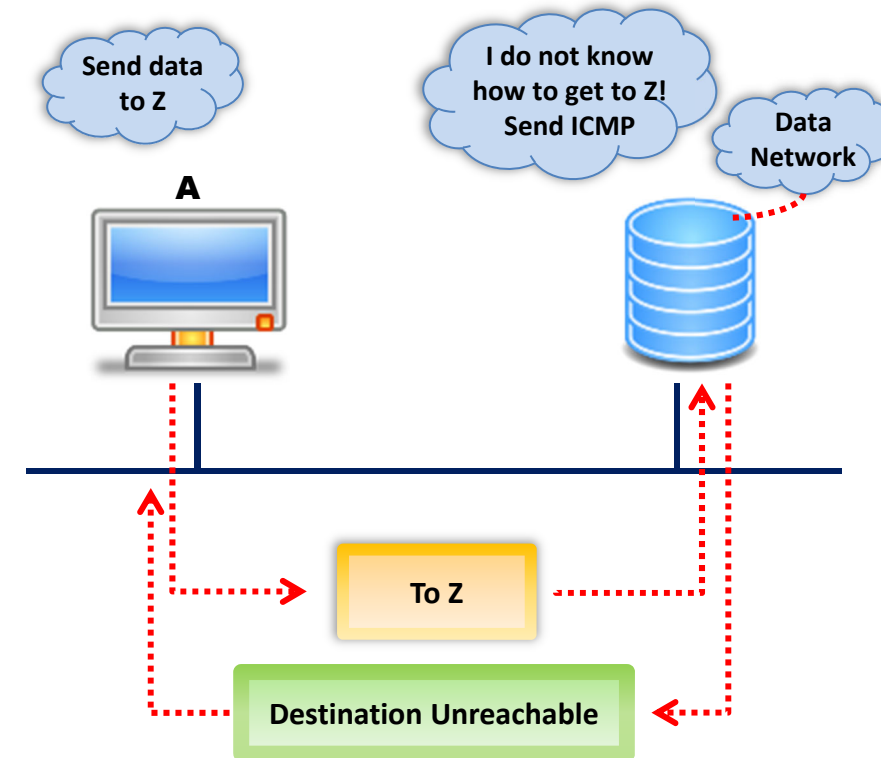 Send data
to Z
I do not know
how to get to Z!
Send ICMP
Data
Network
A
To Z
Destination Unreachable